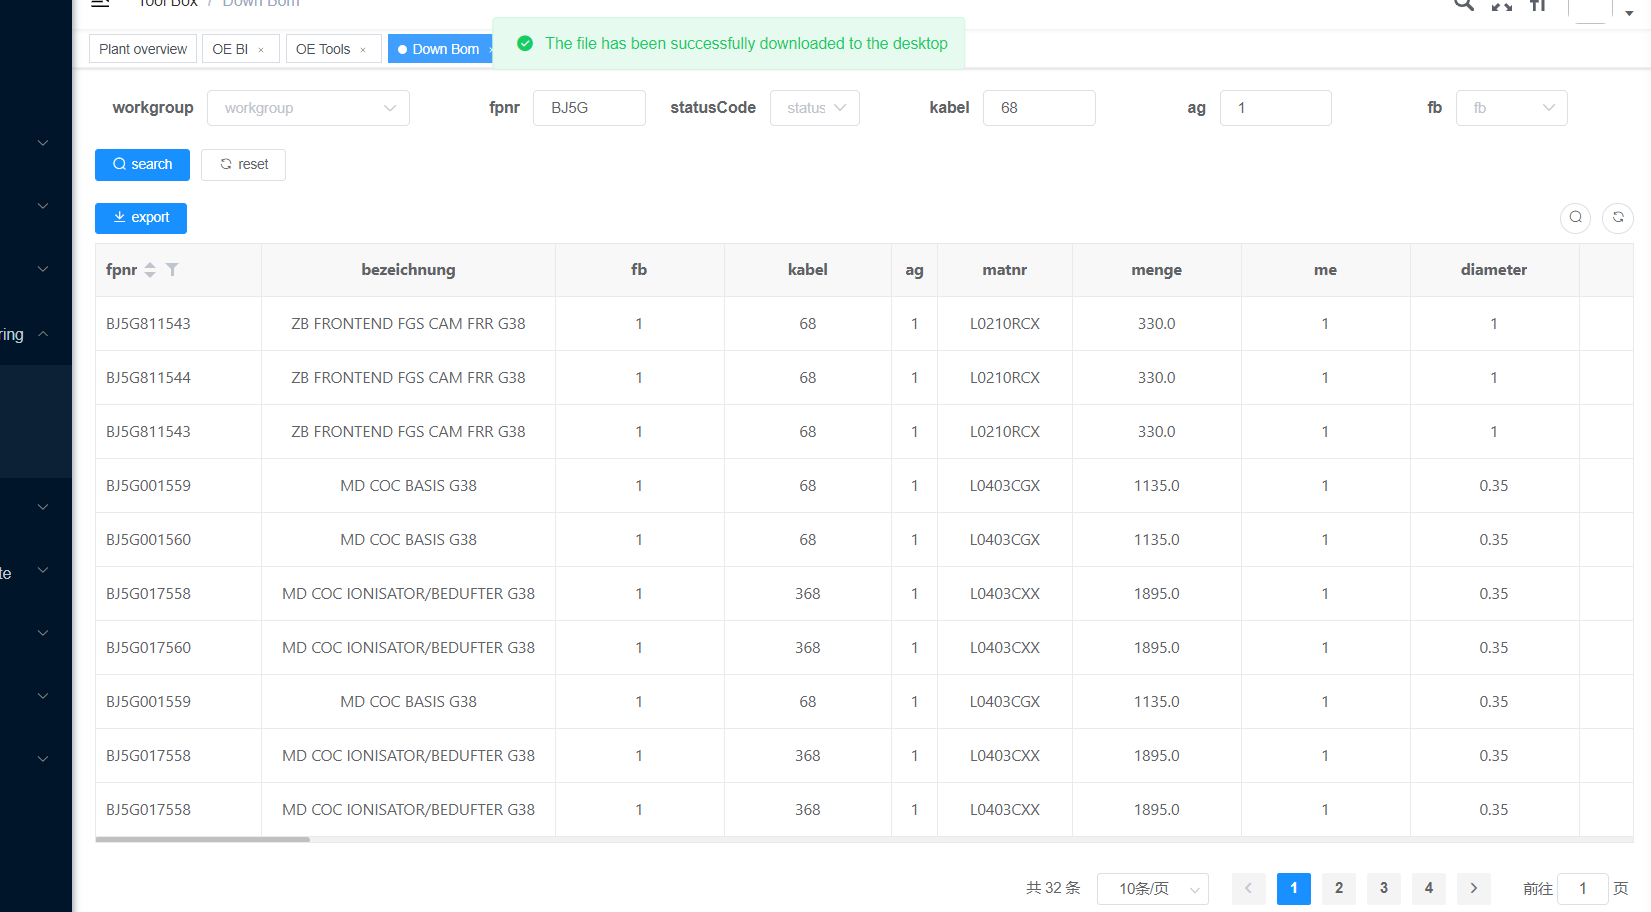 Tool Box / Down Bom
The file has been successfully downloaded to the desktop
Plant overview OE BI × OE Tools × Down Bom ×
workgroup workgroup fpnr BJ5G statusCode status kabel 68 ag 1 fb fb
search reset
export
fpnr bezeichnung fb kabel ag matnr menge me diameter
BJ5G811543 ZB FRONTEND FGS CAM FRR G38 1 68 1 L0210RCX 330.0 1 1
BJ5G811544 ZB FRONTEND FGS CAM FRR G38 1 68 1 L0210RCX 330.0 1 1
BJ5G811543 ZB FRONTEND FGS CAM FRR G38 1 68 1 L0210RCX 330.0 1 1
BJ5G001559 MD COC BASIS G38 1 68 1 L0403CGX 1135.0 1 0.35
BJ5G001560 MD COC BASIS G38 1 68 1 L0403CGX 1135.0 1 0.35
BJ5G017558 MD COC IONISATOR/BEDUFTER G38 1 368 1 L0403CXX 1895.0 1 0.35
BJ5G017560 MD COC IONISATOR/BEDUFTER G38 1 368 1 L0403CXX 1895.0 1 0.35
BJ5G001559 MD COC BASIS G38 1 68 1 L0403CGX 1135.0 1 0.35
BJ5G017558 MD COC IONISATOR/BEDUFTER G38 1 368 1 L0403CXX 1895.0 1 0.35
BJ5G017558 MD COC IONISATOR/BEDUFTER G38 1 368 1 L0403CXX 1895.0 1 0.35
共 32 条 10条/页 1 2 3 4 前往 1 页
ring
te